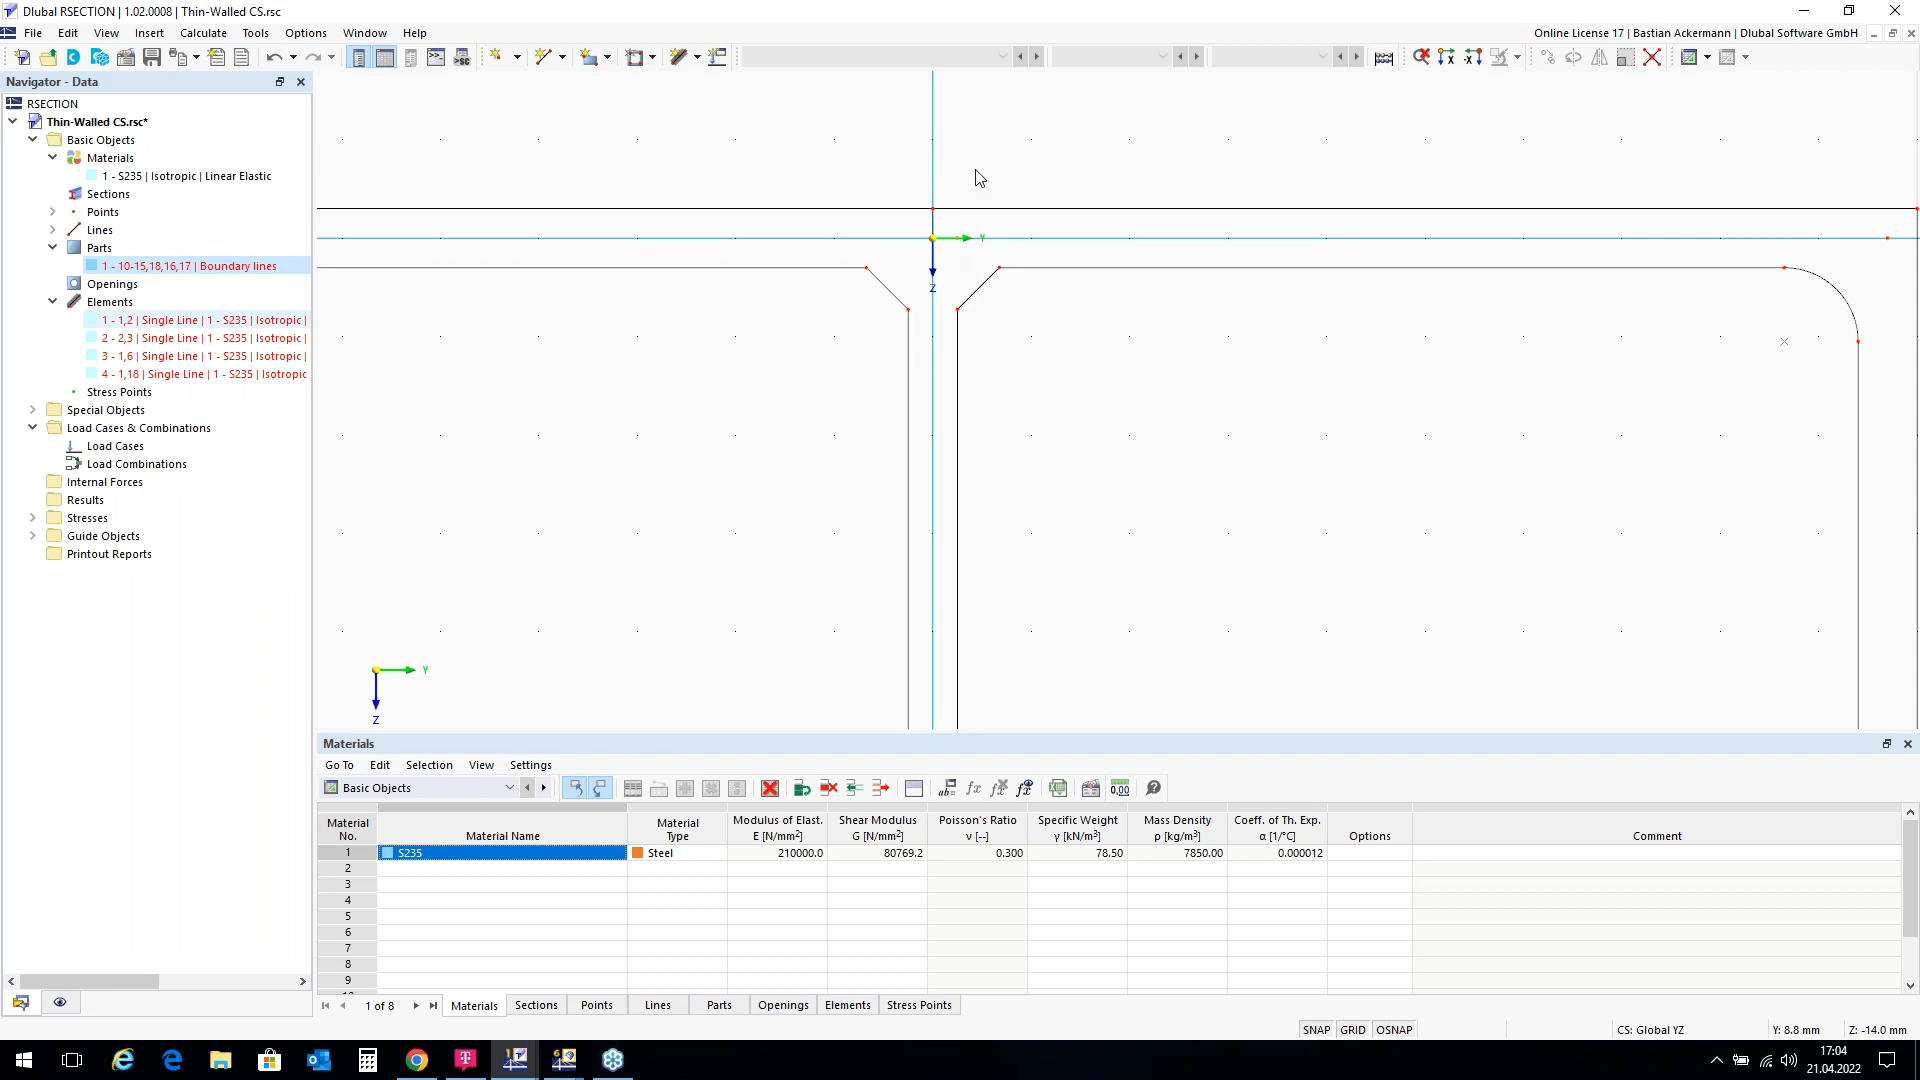 Dlubal RSECTION | 1.02.0008 | Thin-Walled CS.rsc
File Edit View Insert Calculate Tools Options Window Help
Online License 17 | Bastian Ackermann | Dlubal Software GmbH
Navigator - Data
RSECTION
Thin-Walled CS.rsc*
Basic Objects
Materials
1 - S235 | Isotropic | Linear Elastic
Sections
Points
Lines
Parts
1 - 10-15,18,16,17 | Boundary lines
Openings
Elements
1 - 1,2 | Single Line | 1 - S235 | Isotropic |
2 - 2,3 | Single Line | 1 - S235 | Isotropic |
3 - 1,6 | Single Line | 1 - S235 | Isotropic |
4 - 1,18 | Single Line | 1 - S235 | Isotropic
Stress Points
Special Objects
Load Cases & Combinations
Load Cases
Load Combinations
Internal Forces
Results
Stresses
Guide Objects
Printout Reports
Y
Z
Y
Z
Materials
Go To Edit Selection View Settings
Basic Objects
Material No. Material Name Material Type Modulus of Elast. E [N/mm²] Shear Modulus G [N/mm²] Poisson's Ratio ν [--] Specific Weight γ [kN/m³] Mass Density ρ [kg/m³] Coeff. of Th. Exp. α [1/°C] Options Comment
1 S235 Steel 210000.0 80769.2 0.300 78.50 7850.00 0.000012
2
3
4
5
6
7
8
9
1 of 8 Materials Sections Points Lines Parts Openings Elements Stress Points
SNAP GRID OSNAP CS: Global YZ Y: 8.8 mm Z: -14.0 mm
17:04
21.04.2022